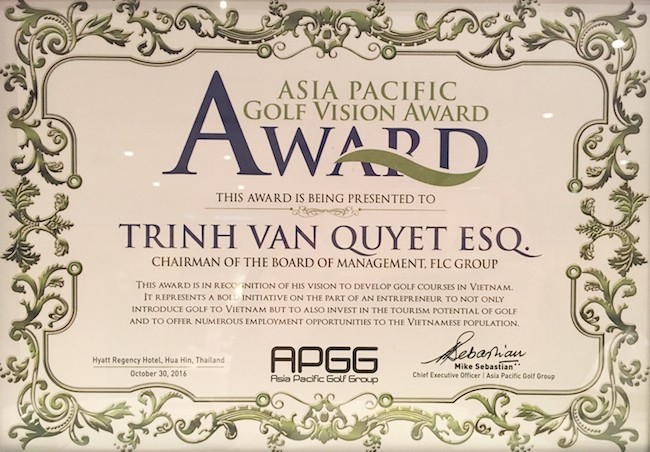 ASIA PACIFIC
GOLF VISION AWARD
AWARD
THIS AWARD IS BEING PRESENTED TO
TRINH VAN QUYET ESQ.
CHAIRMAN OF THE BOARD OF MANAGEMENT, FLC GROUP
THIS AWARD IS IN RECOGNITION OF HIS VISION TO DEVELOP GOLF COURSES IN VIETNAM.
IT REPRESENTS A BOLD INITIATIVE ON THE PART OF AN ENTREPRENEUR TO NOT ONLY
INTRODUCE GOLF TO VIETNAM BUT TO ALSO INVEST IN THE TOURISM POTENTIAL OF GOLF
AND TO OFFER NUMEROUS EMPLOYMENT OPPORTUNITIES TO THE VIETNAMESE POPULATION.
Hyatt Regency Hotel, Hua Hin, Thailand
October 30, 2016
APGG
Asia Pacific Golf Group
Sebastian
Mike Sebastian
Chief Executive Officer | Asia Pacific Golf Group